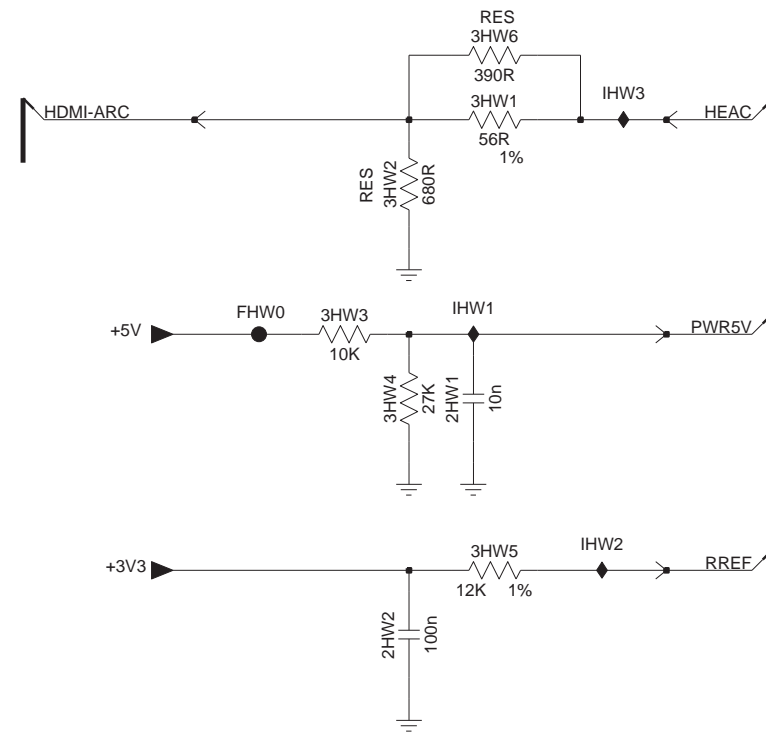 RES
3HW6
390R
HDMI-ARC
3HW1
IHW3
HEAC
56R
1%
RES
3HW2
680R
+5V
FHW0
3HW3
IHW1
PWR5V
10K
3HW4
27K
2HW1
10n
+3V3
3HW5
IHW2
RREF
12K
1%
2HW2
100n